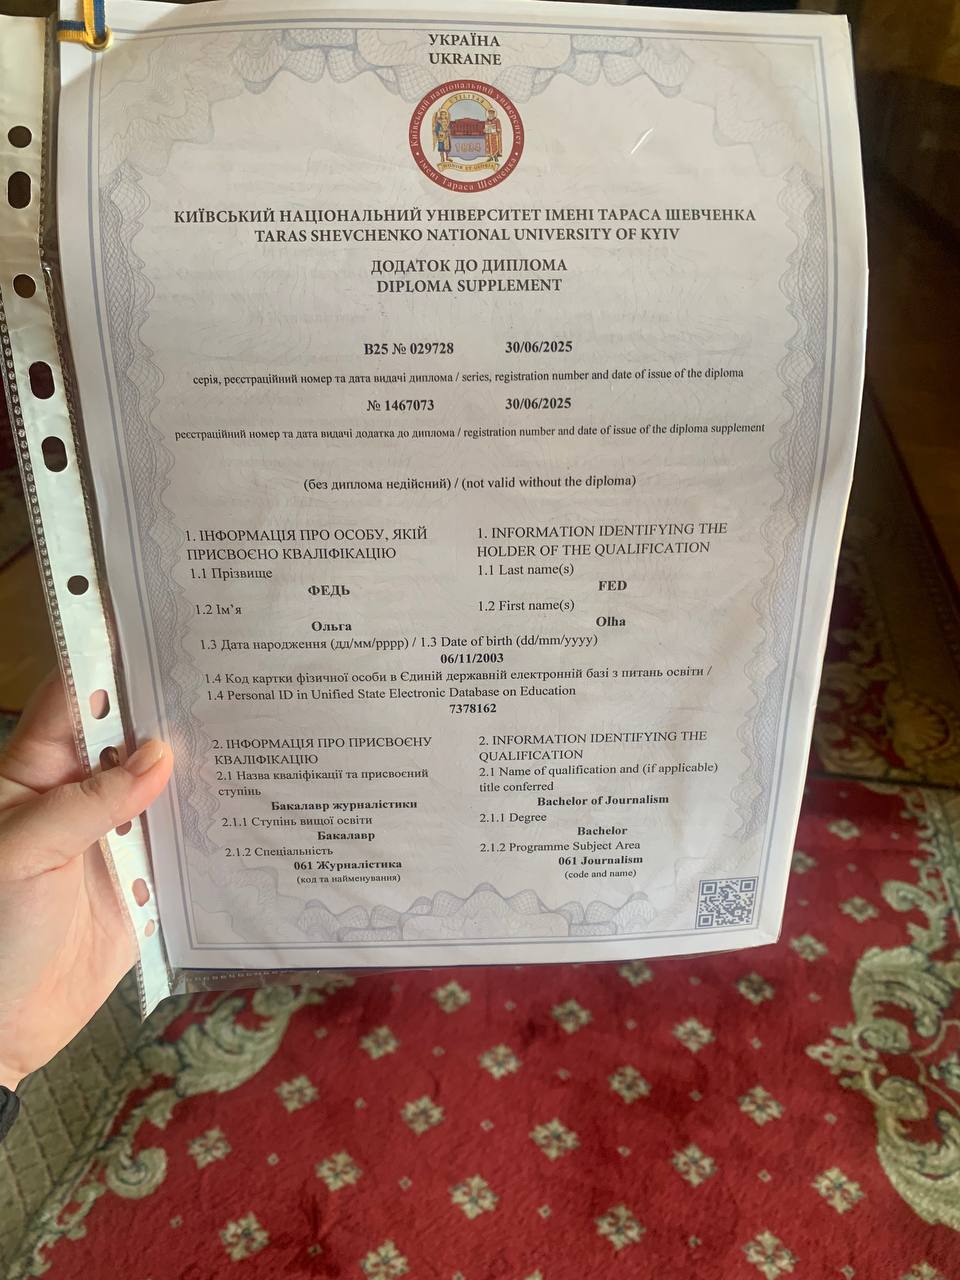 УКРАЇНА
UKRAINE
Київський національний університет
імені Тараса Шевченка
UTILITAS
1834
HONOR ET GLORIA
КИЇВСЬКИЙ НАЦІОНАЛЬНИЙ УНІВЕРСИТЕТ ІМЕНІ ТАРАСА ШЕВЧЕНКА
TARAS SHEVCHENKO NATIONAL UNIVERSITY OF KYIV
ДОДАТОК ДО ДИПЛОМА
DIPLOMA SUPPLEMENT
B25 № 029728 30/06/2025
серія, реєстраційний номер та дата видачі диплома / series, registration number and date of issue of the diploma
№ 1467073 30/06/2025
реєстраційний номер та дата видачі додатка до диплома / registration number and date of issue of the diploma supplement
(без диплома недійсний) / (not valid without the diploma)
1. ІНФОРМАЦІЯ ПРО ОСОБУ, ЯКІЙ
ПРИСВОЄНО КВАЛІФІКАЦІЮ
1. INFORMATION IDENTIFYING THE
HOLDER OF THE QUALIFICATION
1.1 Прізвище
1.1 Last name(s)
ФЕДЬ
FED
1.2 Ім’я
1.2 First name(s)
Ольга
Olha
1.3 Дата народження (дд/мм/рррр) / 1.3 Date of birth (dd/mm/yyyy)
06/11/2003
1.4 Код картки фізичної особи в Єдиній державній електронній базі з питань освіти /
1.4 Personal ID in Unified State Electronic Database on Education
7378162
2. ІНФОРМАЦІЯ ПРО ПРИСВОЄНУ
КВАЛІФІКАЦІЮ
2. INFORMATION IDENTIFYING THE
QUALIFICATION
2.1 Назва кваліфікації та присвоєний
ступінь
2.1 Name of qualification and (if applicable)
title conferred
Бакалавр журналістики
Bachelor of Journalism
2.1.1 Ступінь вищої освіти
2.1.1 Degree
Бакалавр
Bachelor
2.1.2 Спеціальність
2.1.2 Programme Subject Area
061 Журналістика
061 Journalism
(код та найменування)
(code and name)